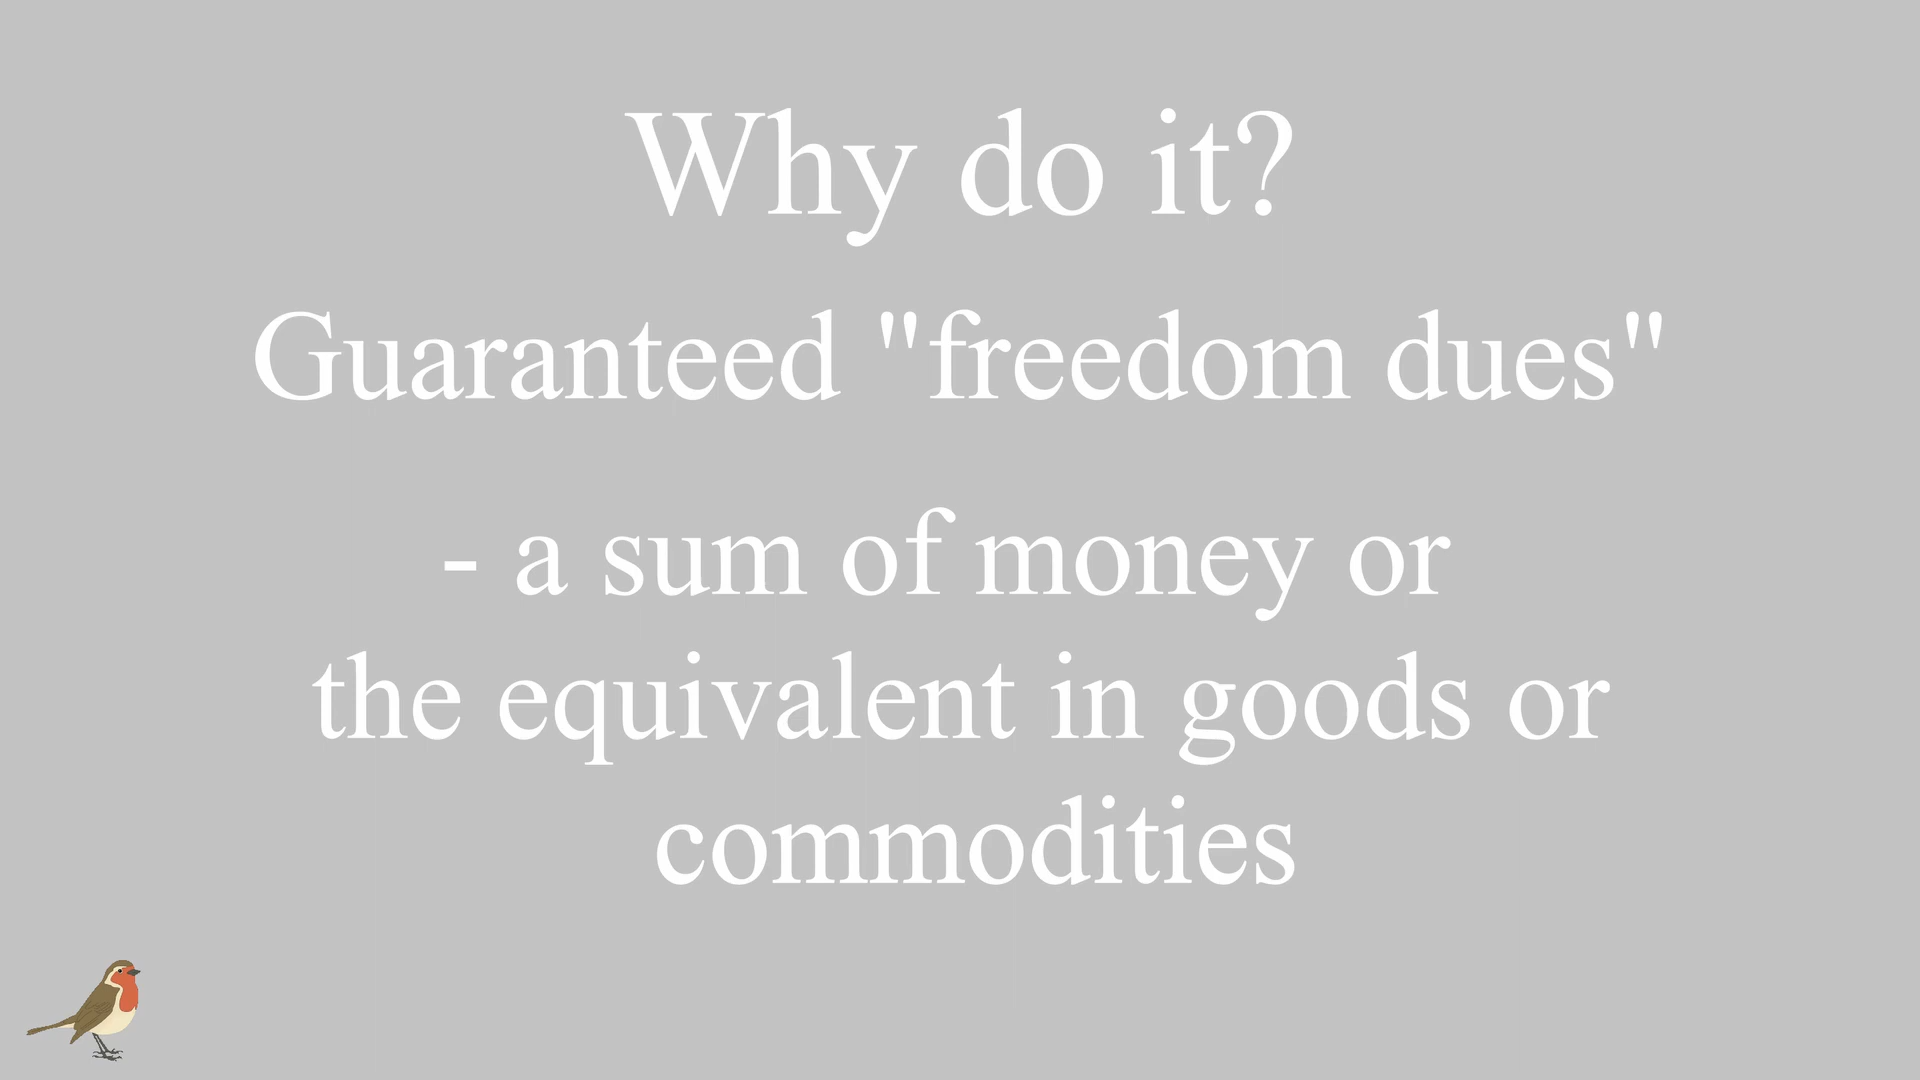 Why do it?
Guaranteed "freedom dues"
- a sum of money or
the equivalent in goods or
commodities